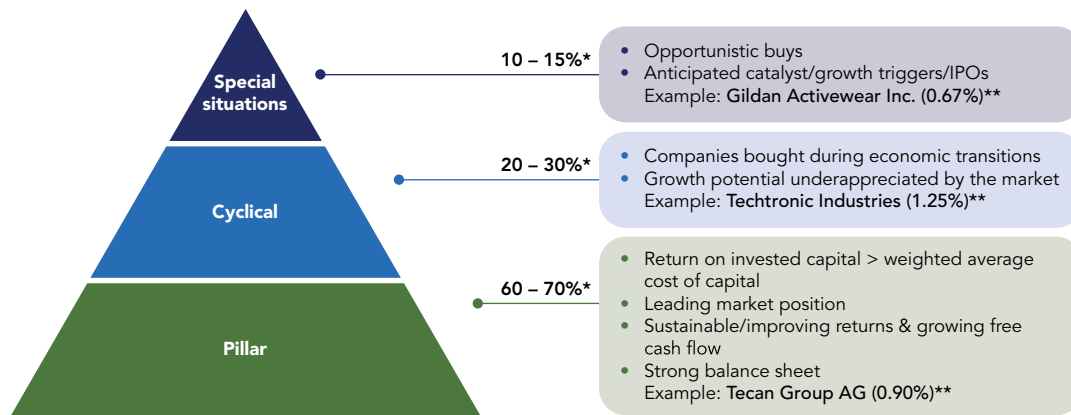 Special
situations
10 – 15%*
• Opportunistic buys
• Anticipated catalyst/growth triggers/IPOs
Example: Gildan Activewear Inc. (0.67%)**
Cyclical
20 – 30%*
• Companies bought during economic transitions
• Growth potential underappreciated by the market
Example: Techtronic Industries (1.25%)**
Pillar
60 – 70%*
• Return on invested capital > weighted average
cost of capital
• Leading market position
• Sustainable/improving returns & growing free
cash flow
• Strong balance sheet
Example: Tecan Group AG (0.90%)**